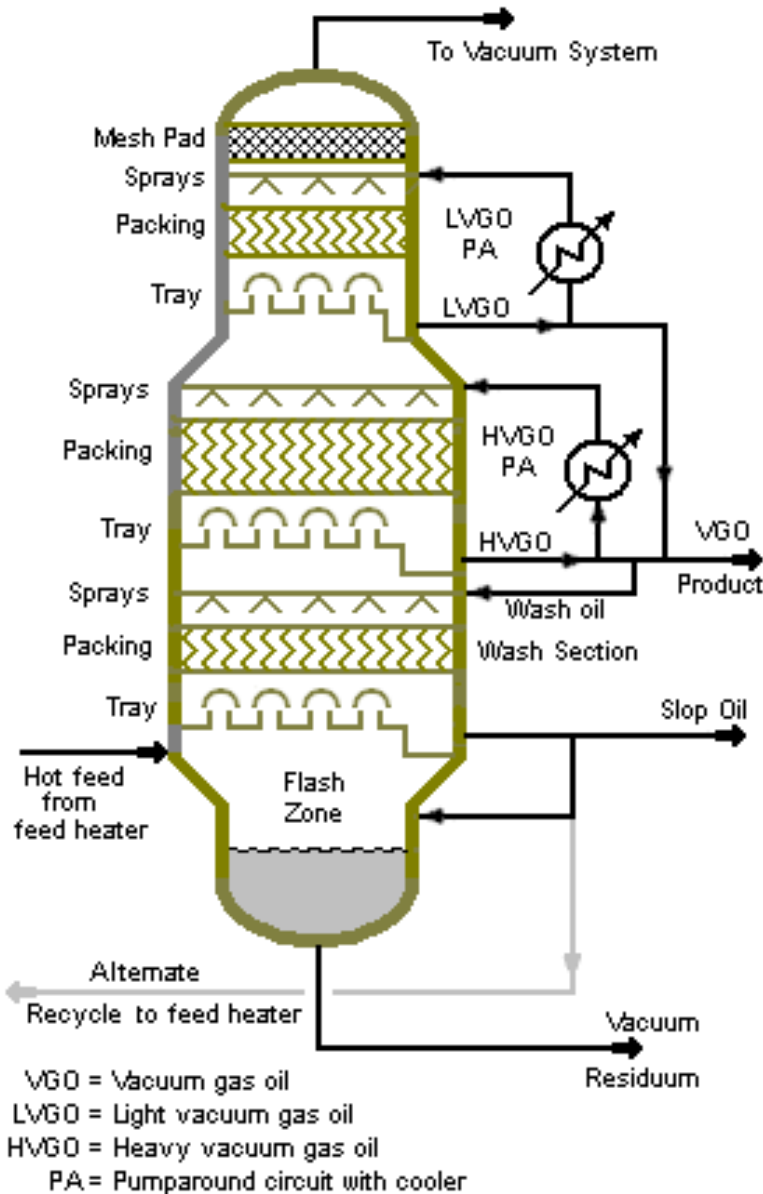 To Vacuum System
Mesh Pad
Sprays
Packing
LVGO
PA
Tray
LVGO
Sprays
Packing
HVGO
PA
Tray
HVGO
VGO
Product
Sprays
Wash oil
Packing
Wash Section
Tray
Slop Oil
Hot feed
from
feed heater
Flash
Zone
Alternate
Recycle to feed heater
Vacuum
Residuum
VGO = Vacuum gas oil
LVGO = Light vacuum gas oil
HVGO = Heavy vacuum gas oil
PA = Pumparound circuit with cooler